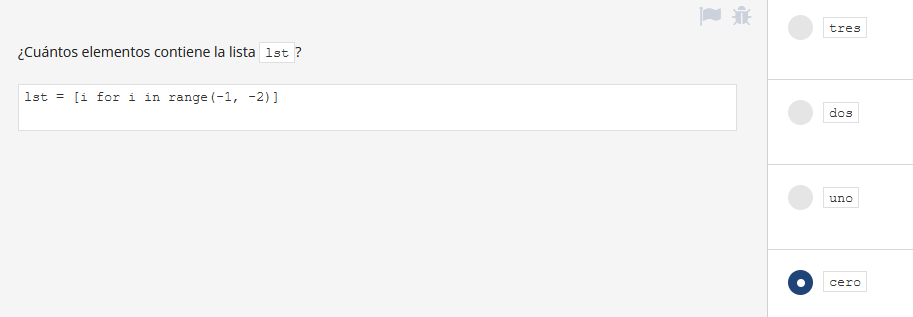 ¿Cuántos elementos contiene la lista lst ?
lst = [i for i in range(-1, -2)]
tres
dos
uno
cero